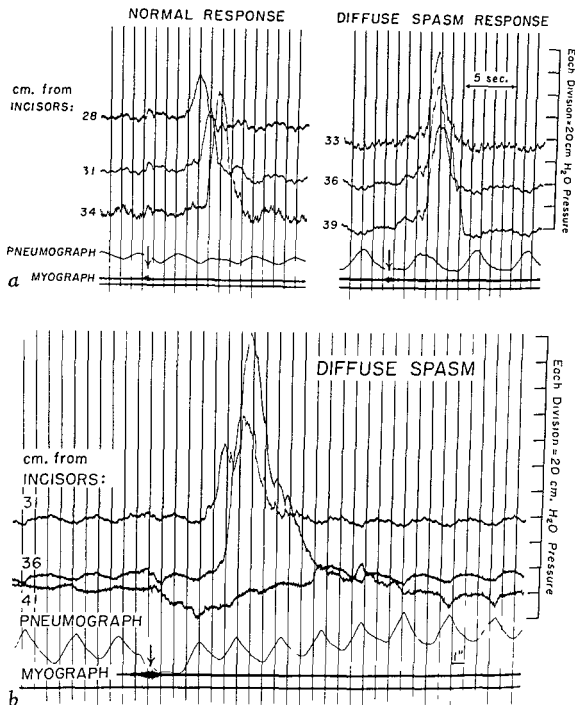 NORMAL RESPONSE
DIFFUSE SPASM RESPONSE
cm. from
INCISORS:
28
31
34
PNEUMOGRAPH
MYOGRAPH
a
5 sec.
33
36
39
Each Division = 20 cm H₂O Pressure
DIFFUSE SPASM
cm. from
INCISORS:
3
36
4
PNEUMOGRAPH
MYOGRAPH
1"
b
Each Division = 20 cm. H₂O Pressure